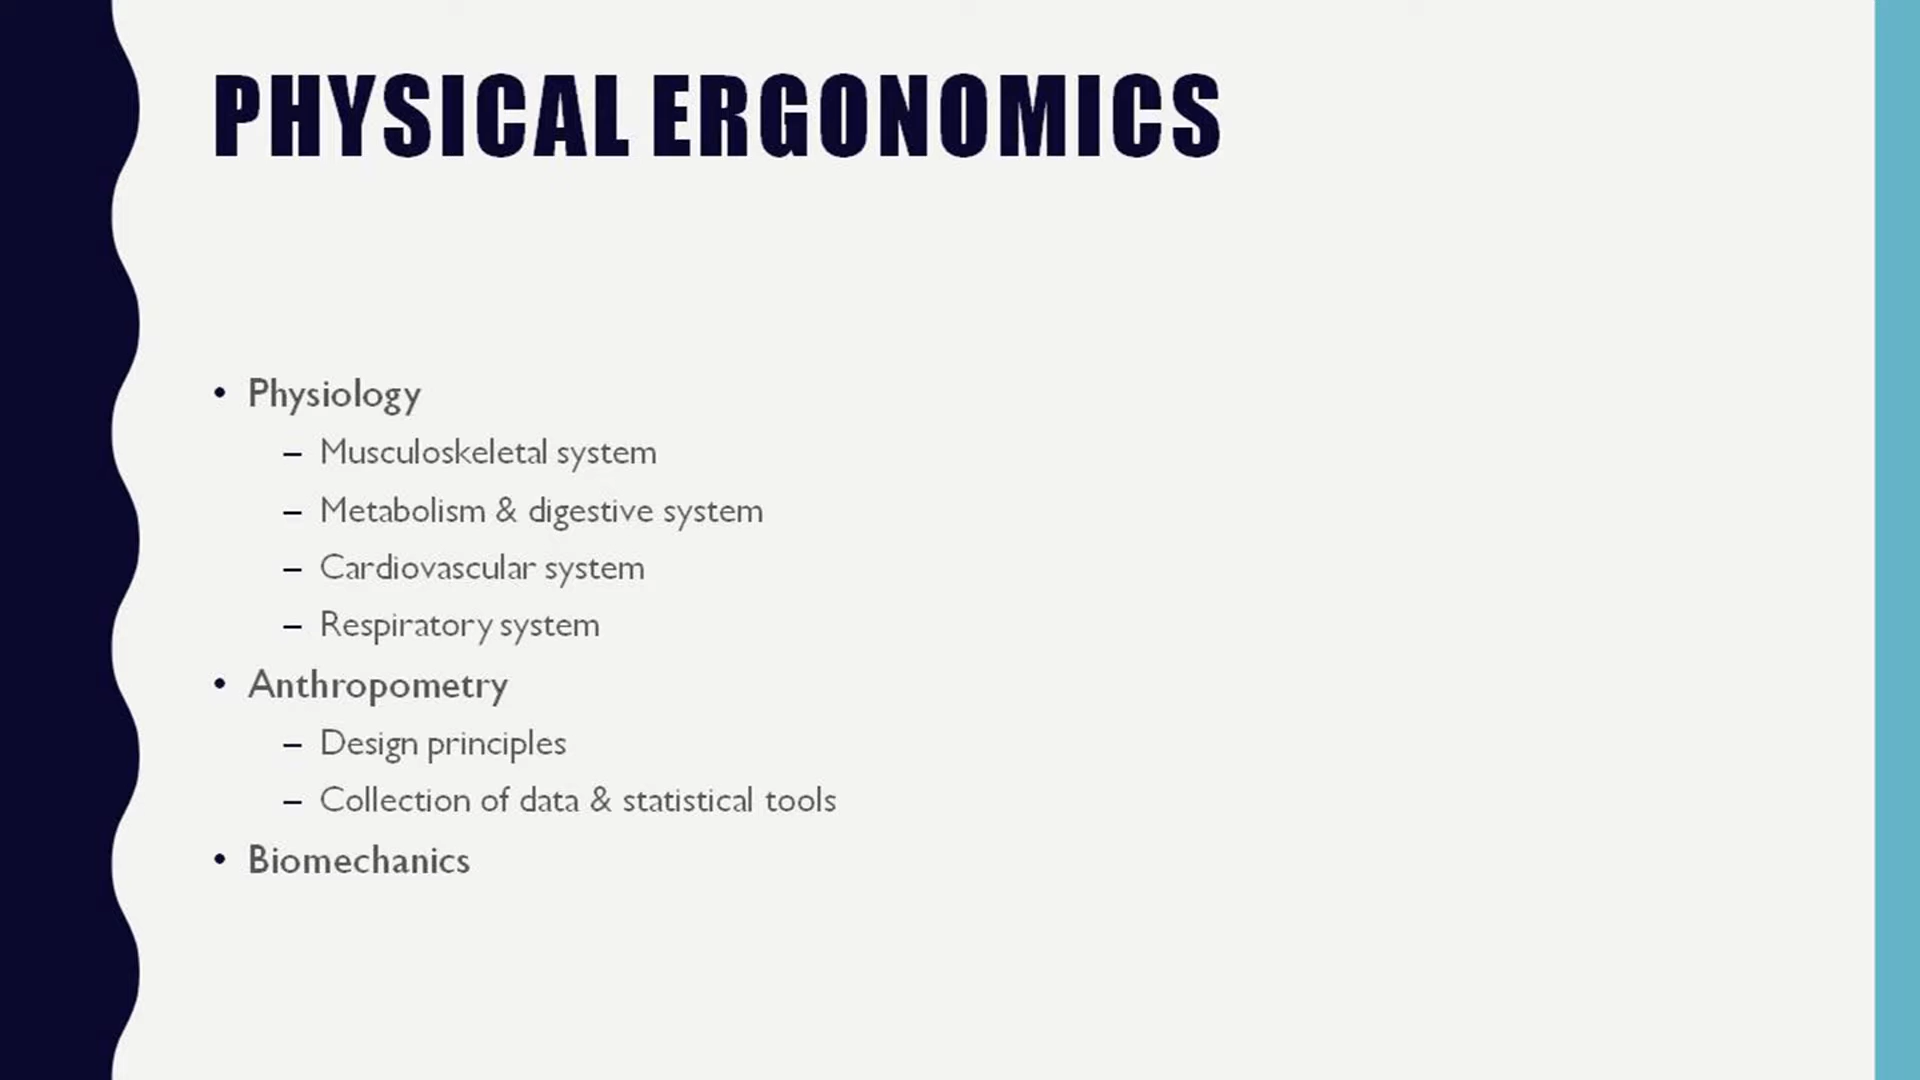 PHYSICAL ERGONOMICS
• Physiology
– Musculoskeletal system
– Metabolism & digestive system
– Cardiovascular system
– Respiratory system
• Anthropometry
– Design principles
– Collection of data & statistical tools
• Biomechanics